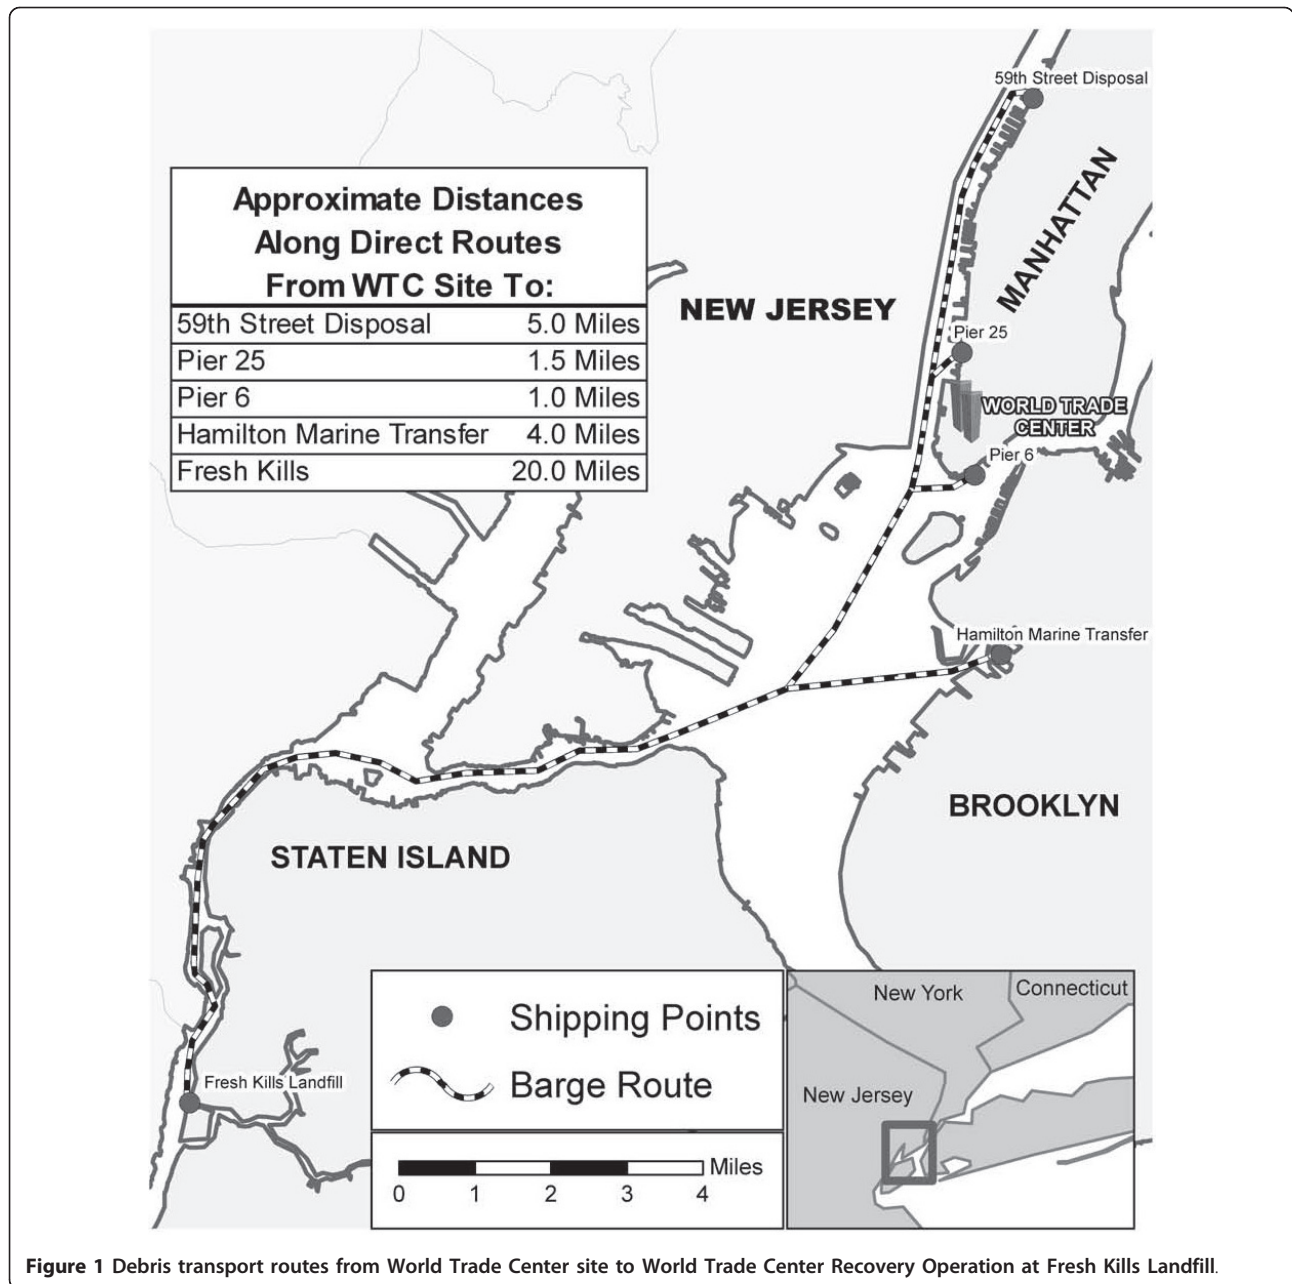 59th Street Disposal
MANHATTAN
Approximate Distances
Along Direct Routes
From WTC Site To:
59th Street Disposal 5.0 Miles
Pier 25 1.5 Miles
Pier 6 1.0 Miles
Hamilton Marine Transfer 4.0 Miles
Fresh Kills 20.0 Miles
NEW JERSEY
Pier 25
WORLD TRADE
CENTER
Pier 6
Hamilton Marine Transfer
BROOKLYN
STATEN ISLAND
Fresh Kills Landfill
Shipping Points
Barge Route
Miles
0 1 2 3 4
New York
Connecticut
New Jersey
Figure 1 Debris transport routes from World Trade Center site to World Trade Center Recovery Operation at Fresh Kills Landfill.